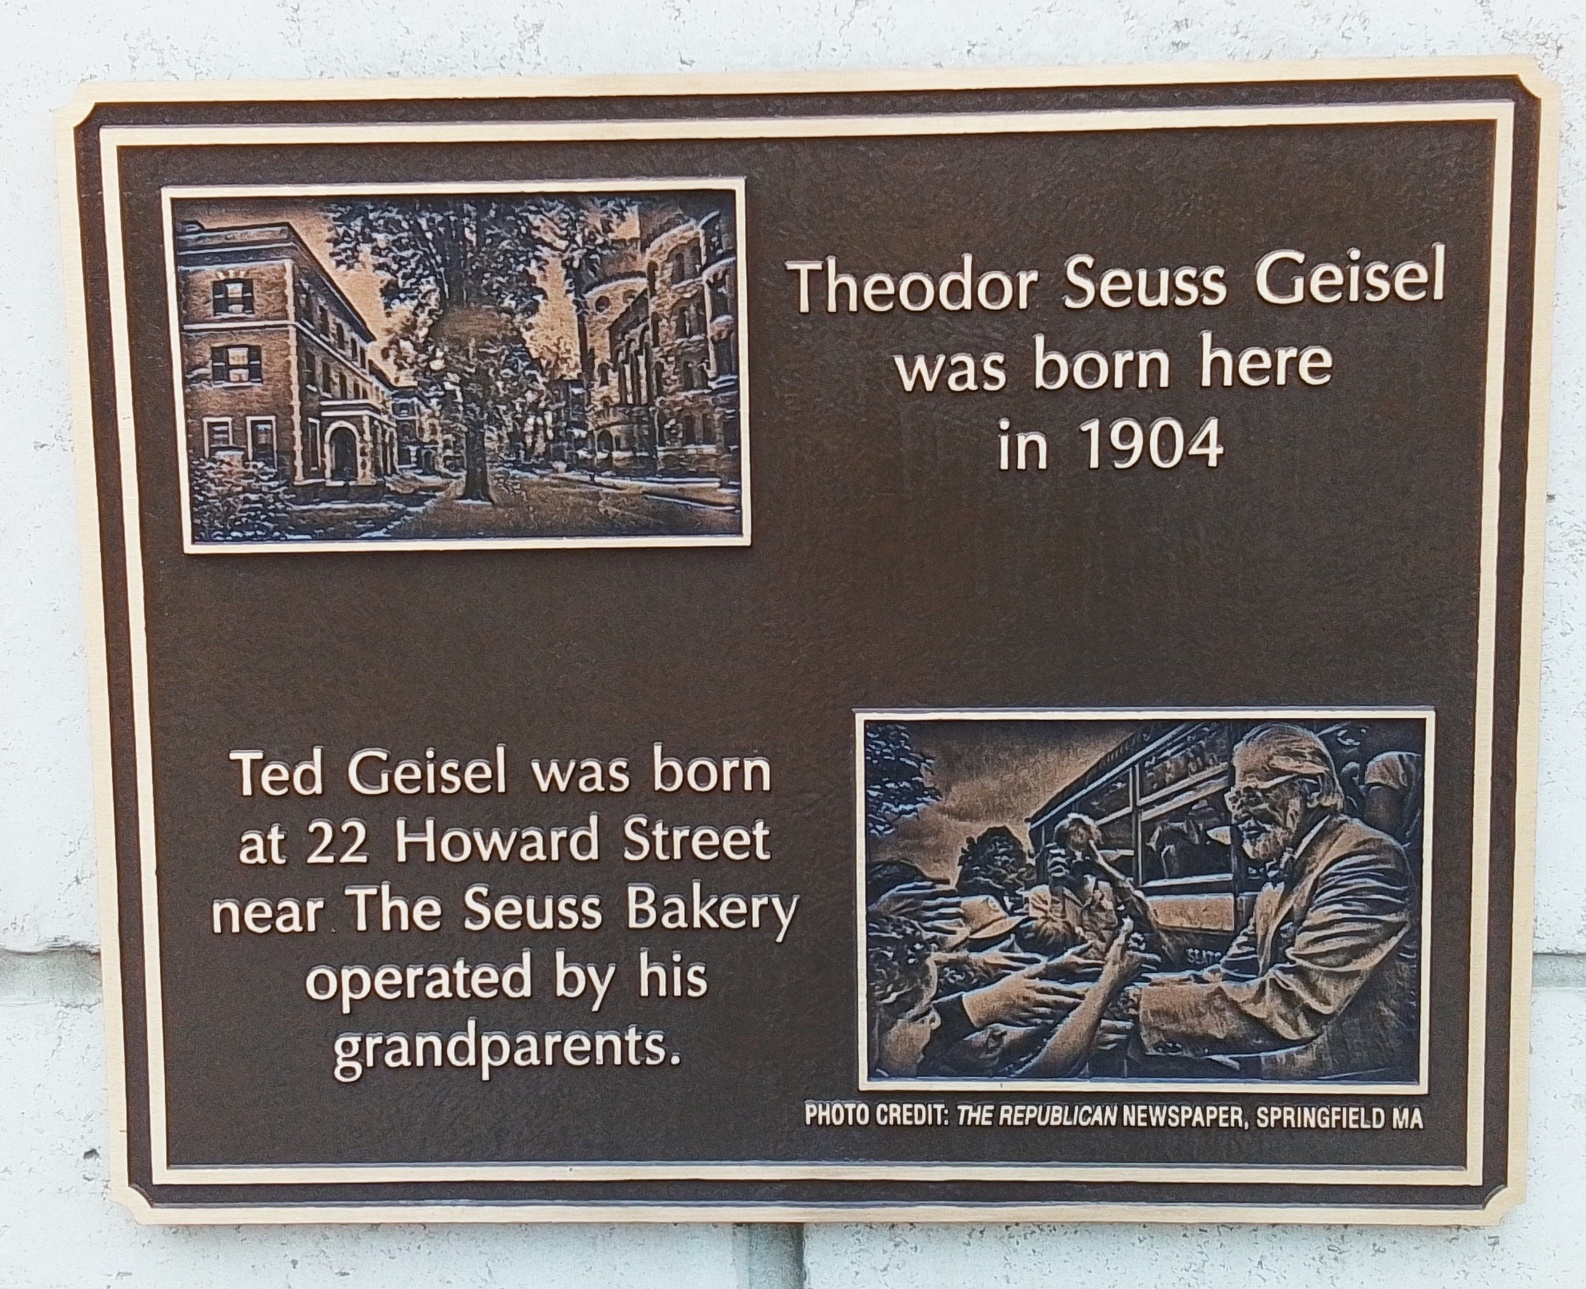 Theodor Seuss Geisel
was born here
in 1904
Ted Geisel was born
at 22 Howard Street
near The Seuss Bakery
operated by his
grandparents.
SEATS
PHOTO CREDIT: THE REPUBLICAN NEWSPAPER, SPRINGFIELD MA